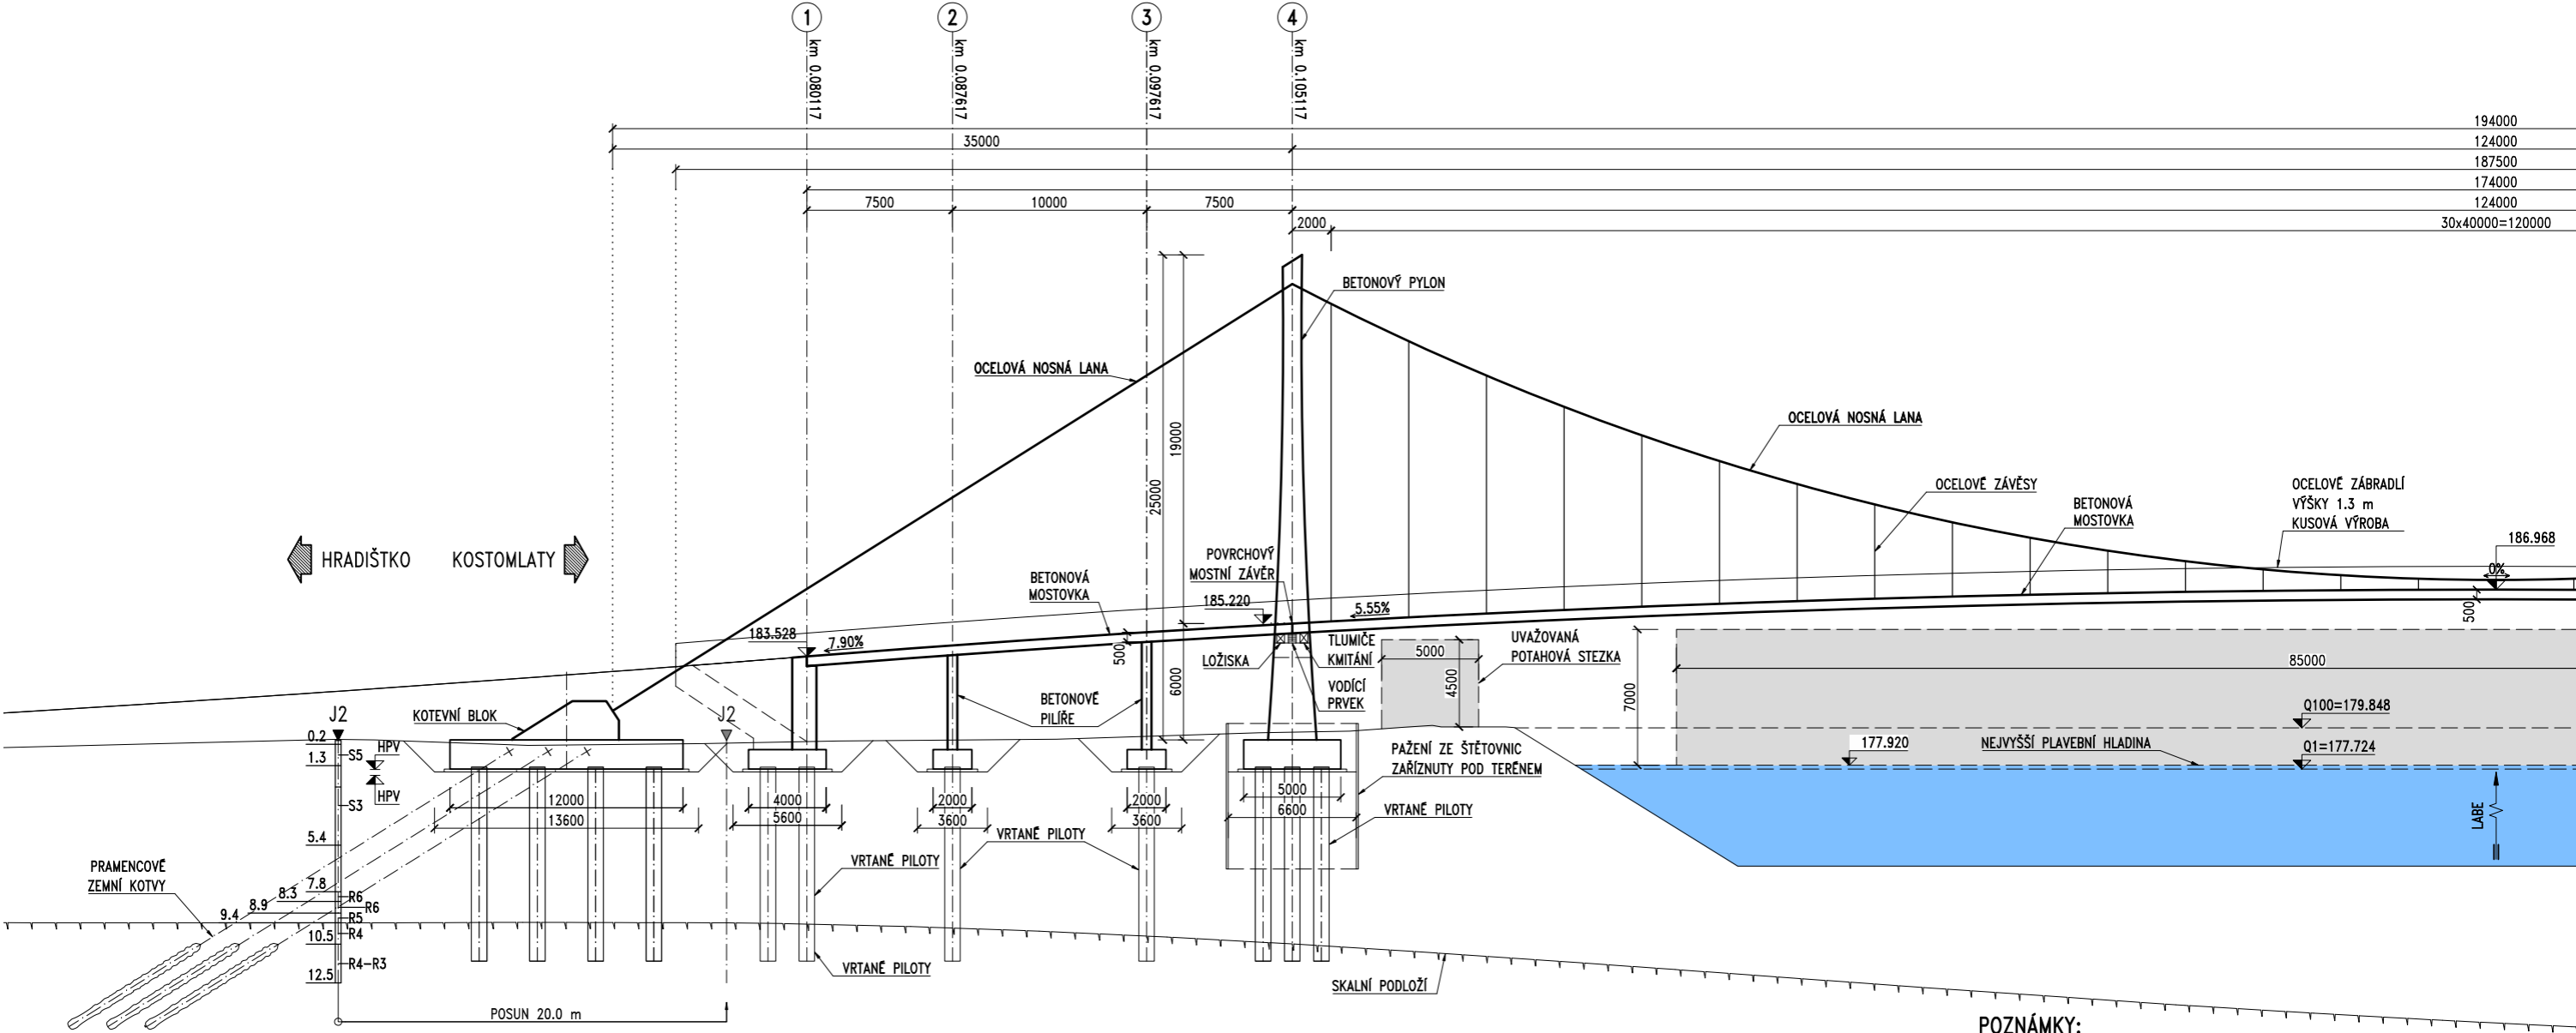 1
2
3
4
km 0.080117
km 0.087617
km 0.097617
km 0.105117
194000
35000
124000
187500
174000
7500
10000
7500
124000
2000
30x40000=120000
BETONOVÝ PYLON
OCELOVÁ NOSNÁ LANA
19000
25000
OCELOVÁ NOSNÁ LANA
OCELOVÉ ZÁVĚSY
BETONOVÁ
MOSTOVKA
OCELOVÉ ZÁBRADLÍ
VÝŠKY 1.3 m
KUSOVÁ VÝROBA
186.968
0%
500
HRADIŠTKO
KOSTOMLATY
POVRCHOVÝ
MOSTNÍ ZÁVĚR
BETONOVÁ
MOSTOVKA
185.220
5.55%
183.528
7.90%
500
6000
LOŽISKA
TLUMIČE
KMITÁNÍ
VODÍCÍ
PRVEK
5000
4500
UVAŽOVANÁ
POTAHOVÁ STEZKA
7000
85000
Q100=179.848
177.920
NEJVYŠŠÍ PLAVEBNÍ HLADINA
Q1=177.724
LABE
J2
KOTEVNÍ BLOK
J2
BETONOVÉ
PILÍŘE
0.2
1.3
S5
HPV
HPV
S3
5.4
7.8
8.3
8.9
9.4
10.5
12.5
R6
R6
R5
R4
R4-R3
12000
13600
4000
5600
2000
3600
2000
3600
5000
6600
PAŽENÍ ZE ŠTĚTOVNIC
ZAŘÍZNUTY POD TERÉNEM
VRTANÉ PILOTY
VRTANÉ PILOTY
VRTANÉ PILOTY
VRTANÉ PILOTY
PRAMENCOVÉ
ZEMNÍ KOTVY
SKALNÍ PODLOŽÍ
POSUN 20.0 m
POZNÁMKY: